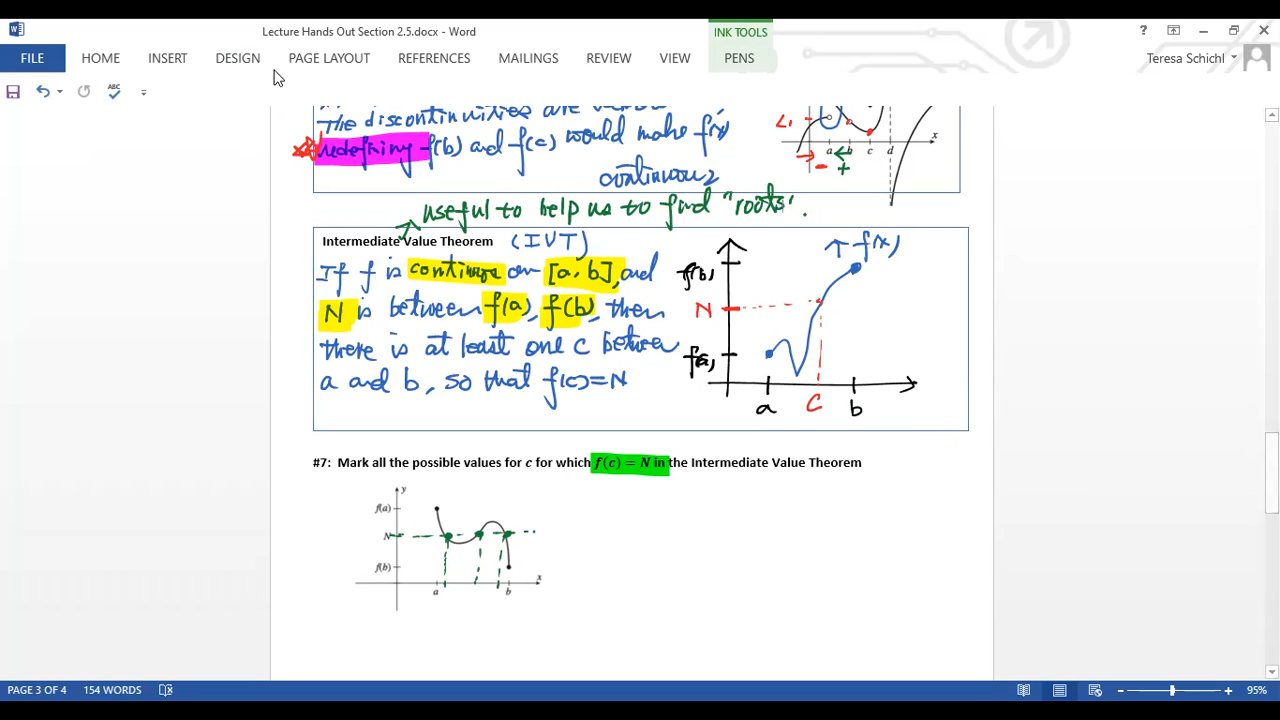 Lecture Hands Out Section 2.5.docx - Word
INK TOOLS
?
FILE HOME INSERT DESIGN PAGE LAYOUT REFERENCES MAILINGS REVIEW VIEW PENS
Teresa Schichl
ABC
The discontinuities are
redefining f(b) and f(c) would make f(x)
continuous
L1
a b c d x
- +
useful to help us to find "roots".
Intermediate Value Theorem (IVT)
If f is continuous on [a, b], and
N is between f(a), f(b), then
there is at least one c between
a and b, so that f(c)=N
f(x)
f(b)
N
f(a)
a c b
#7: Mark all the possible values for c for which f(c) = N in the Intermediate Value Theorem
y
f(a)
N
f(b)
x
a b
PAGE 3 OF 4 154 WORDS
95%